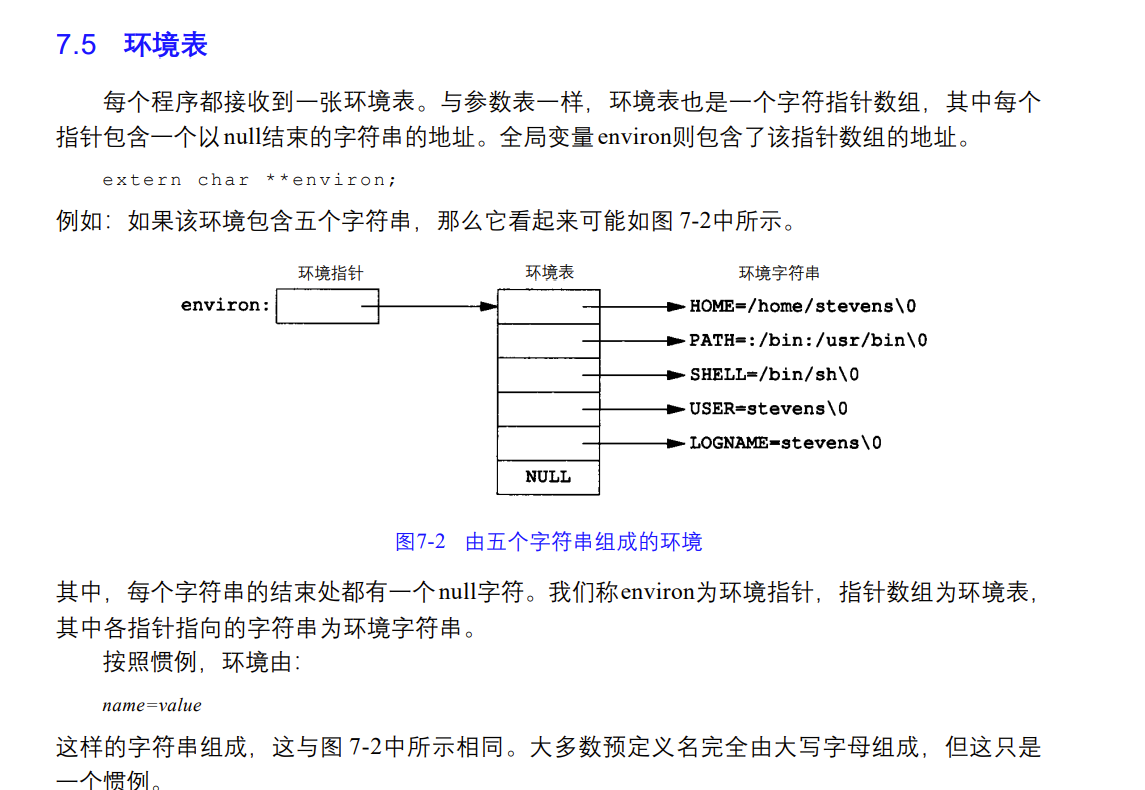 7.5 环境表
每个程序都接收到一张环境表。与参数表一样，环境表也是一个字符指针数组，其中每个
指针包含一个以null结束的字符串的地址。全局变量environ则包含了该指针数组的地址。
extern char **environ;
例如：如果该环境包含五个字符串，那么它看起来可能如图 7-2中所示。
环境指针 环境表 环境字符串
environ: HOME=/home/stevens\0
PATH=:/bin:/usr/bin\0
SHELL=/bin/sh\0
USER=stevens\0
LOGNAME=stevens\0
NULL
图7-2 由五个字符串组成的环境
其中，每个字符串的结束处都有一个null字符。我们称environ为环境指针，指针数组为环境表，
其中各指针指向的字符串为环境字符串。
按照惯例，环境由：
name=value
这样的字符串组成，这与图 7-2中所示相同。大多数预定义名完全由大写字母组成，但这只是
一个惯例。